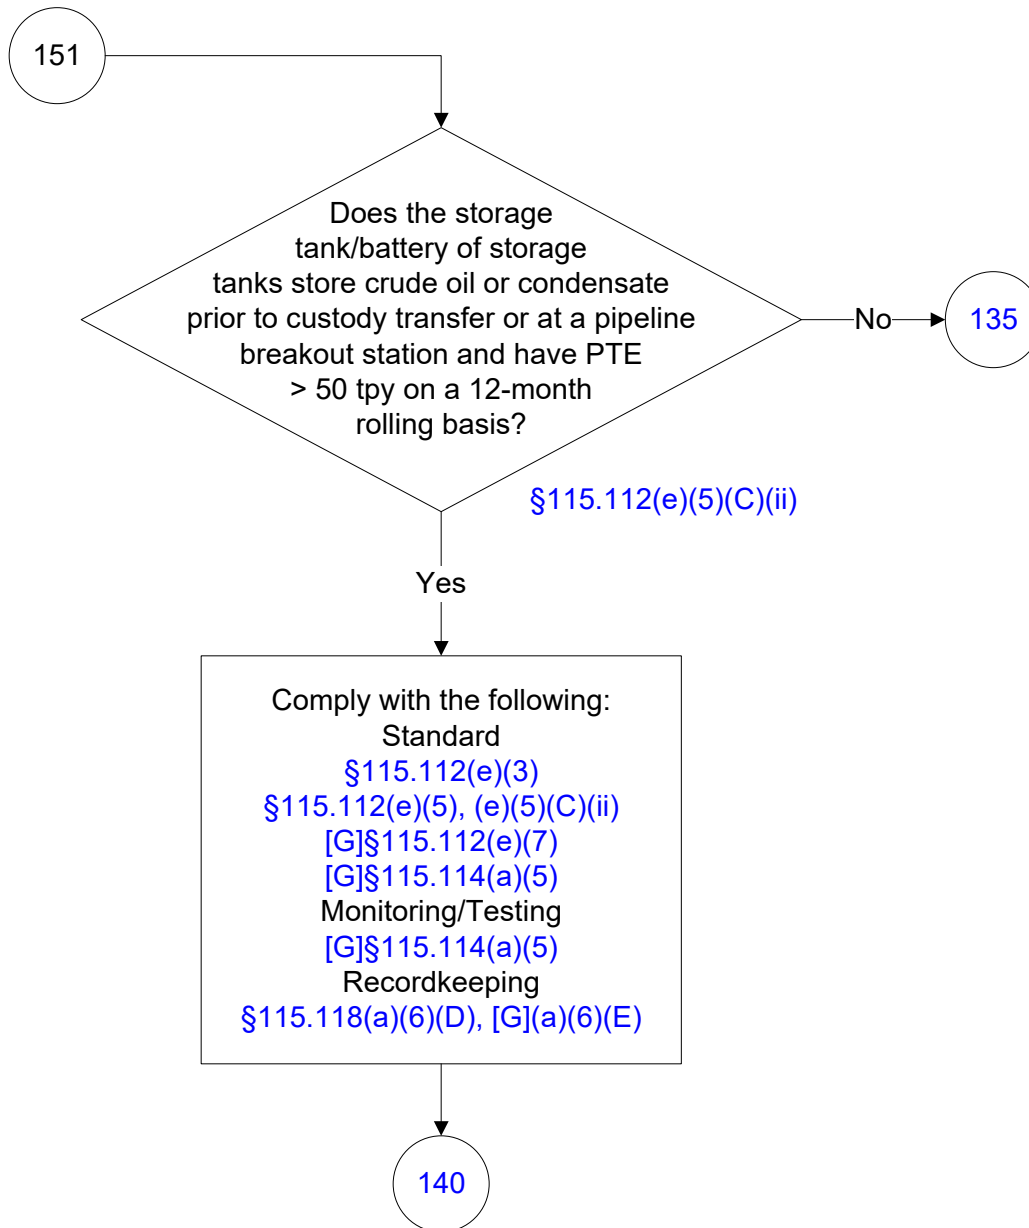 151
Does the storage
tank/battery of storage
tanks store crude oil or condensate
prior to custody transfer or at a pipeline
breakout station and have PTE
> 50 tpy on a 12-month
rolling basis?
No
135
§115.112(e)(5)(C)(ii)
Yes
Comply with the following:
Standard
§115.112(e)(3)
§115.112(e)(5), (e)(5)(C)(ii)
[G]§115.112(e)(7)
[G]§115.114(a)(5)
Monitoring/Testing
[G]§115.114(a)(5)
Recordkeeping
§115.118(a)(6)(D), [G](a)(6)(E)
140